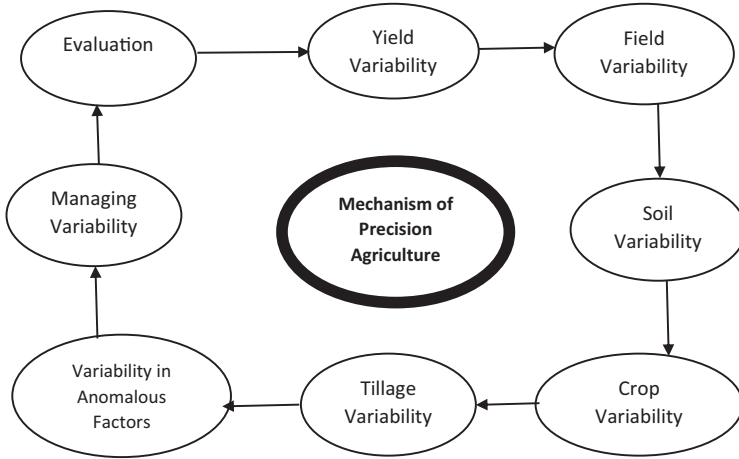 Evaluation
Yield
Variability
Field
Variability
Managing
Variability
Mechanism of
Precision
Agriculture
Soil
Variability
Variability in
Anomalous
Factors
Tillage
Variability
Crop
Variability